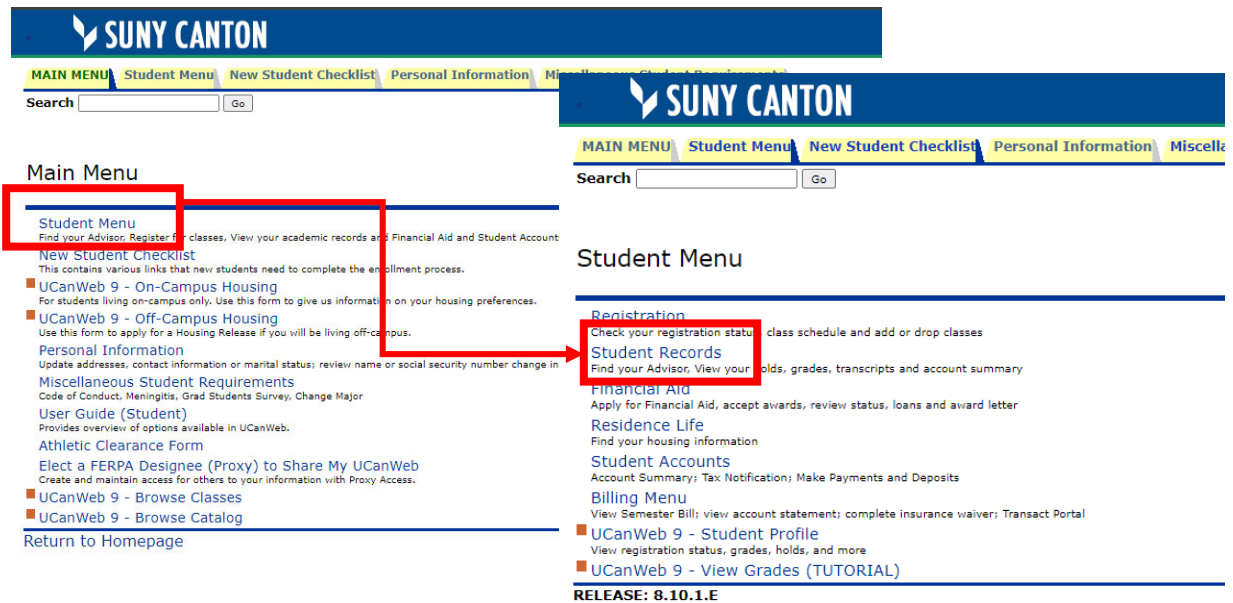 SUNY CANTON
MAIN MENU Student Menu New Student Checklist Personal Information Miscellaneous Student Requirements
Search Go
Main Menu
Student Menu
Find your Advisor, Register for classes, View your academic records and Financial Aid and Student Account
New Student Checklist
This contains various links that new students need to complete the enrollment process.
UCanWeb 9 - On-Campus Housing
For students living on-campus only. Use this form to give us information on your housing preferences.
UCanWeb 9 - Off-Campus Housing
Use this form to apply for a Housing Release if you will be living off-campus.
Personal Information
Update addresses, contact information or marital status; review name or social security number change in
Miscellaneous Student Requirements
Code of Conduct, Meningitis, Grad Students Survey, Change Major
User Guide (Student)
Provides overview of options available in UCanWeb.
Athletic Clearance Form
Elect a FERPA Designee (Proxy) to Share My UCanWeb
Create and maintain access for others to your information with Proxy Access.
UCanWeb 9 - Browse Classes
UCanWeb 9 - Browse Catalog
Return to Homepage
SUNY CANTON
MAIN MENU Student Menu New Student Checklist Personal Information Miscella
Search Go
Student Menu
Registration
Check your registration status, class schedule and add or drop classes
Student Records
Find your Advisor, View your holds, grades, transcripts and account summary
Financial Aid
Apply for Financial Aid, accept awards, review status, loans and award letter
Residence Life
Find your housing information
Student Accounts
Account Summary; Tax Notification; Make Payments and Deposits
Billing Menu
View Semester Bill; view account statement; complete insurance waiver; Transact Portal
UCanWeb 9 - Student Profile
View registration status, grades, holds, and more
UCanWeb 9 - View Grades (TUTORIAL)
RELEASE: 8.10.1.E